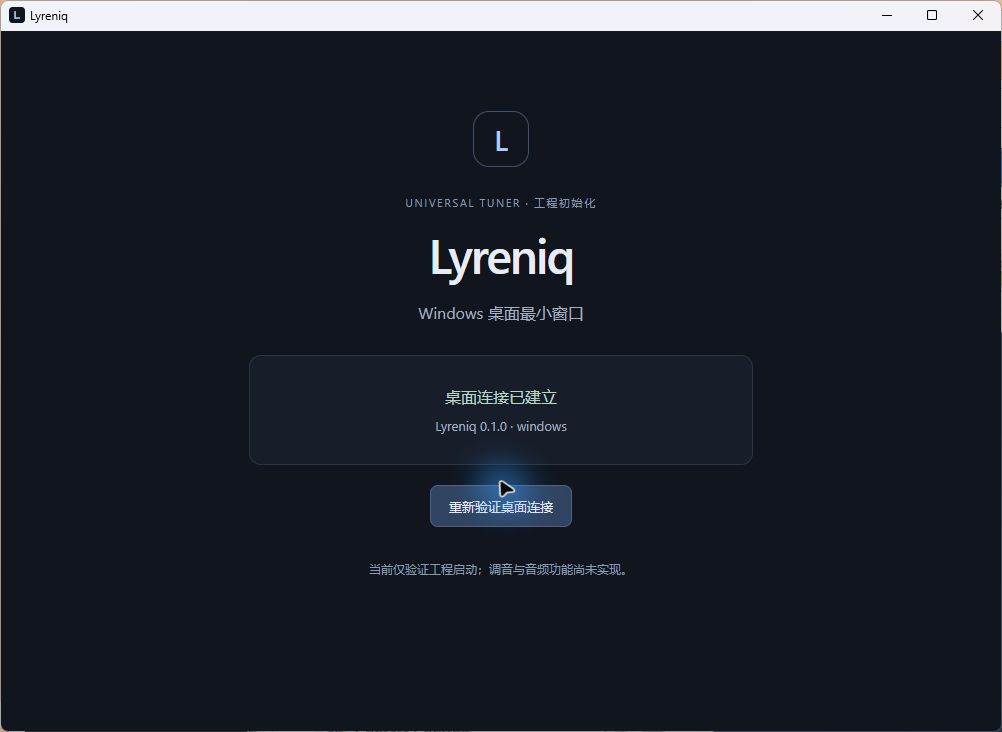 L Lyreniq
L
UNIVERSAL TUNER · 工程初始化
Lyreniq
Windows 桌面最小窗口
桌面连接已建立
Lyreniq 0.1.0 · windows
重新验证桌面连接
当前仅验证工程启动；调音与音频功能尚未实现。